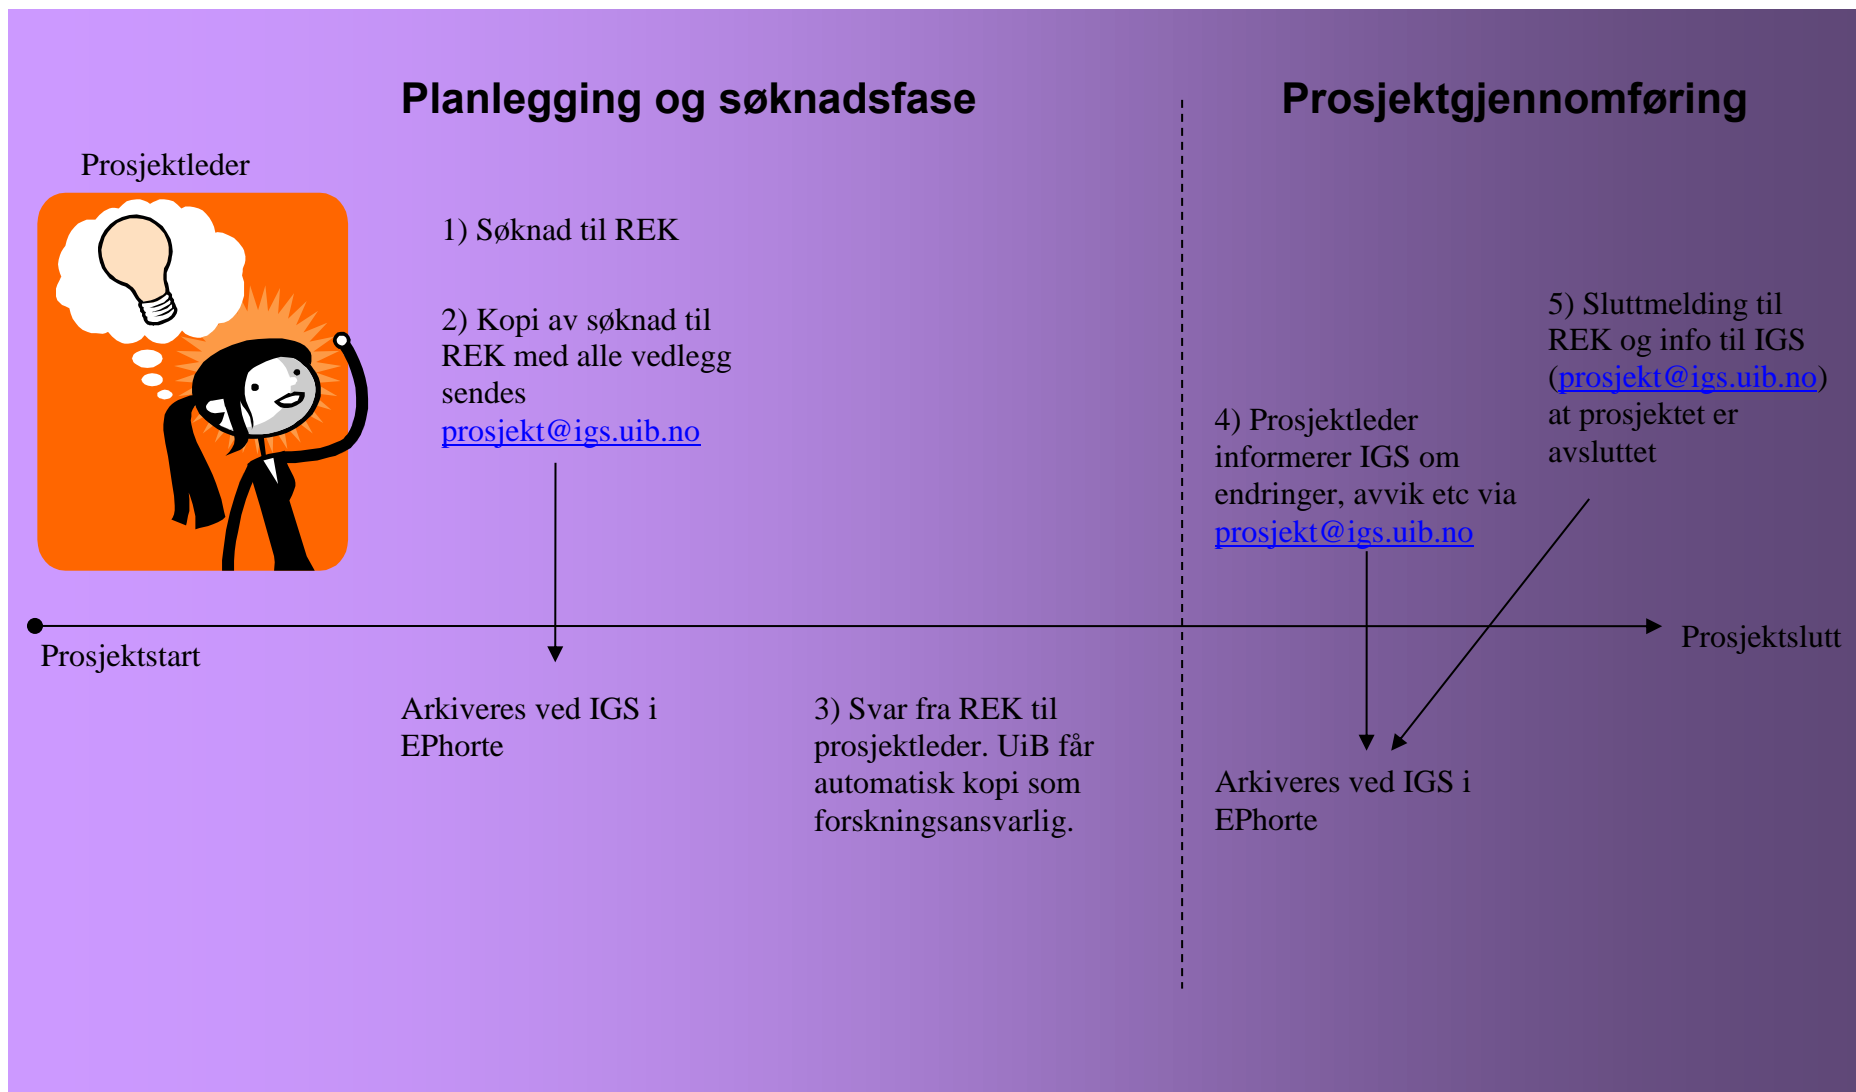 Planlegging og søknadsfase
Prosjektgjennomføring
Prosjektleder
1) Søknad til REK
2) Kopi av søknad til
REK med alle vedlegg
sendes
prosjekt@igs.uib.no
5) Sluttmelding til
REK og info til IGS
(prosjekt@igs.uib.no)
at prosjektet er
avsluttet
4) Prosjektleder
informerer IGS om
endringer, avvik etc via
prosjekt@igs.uib.no
Prosjektstart
Prosjektslutt
Arkiveres ved IGS i
EPhorte
3) Svar fra REK til
prosjektleder. UiB får
automatisk kopi som
forskningsansvarlig.
Arkiveres ved IGS i
EPhorte